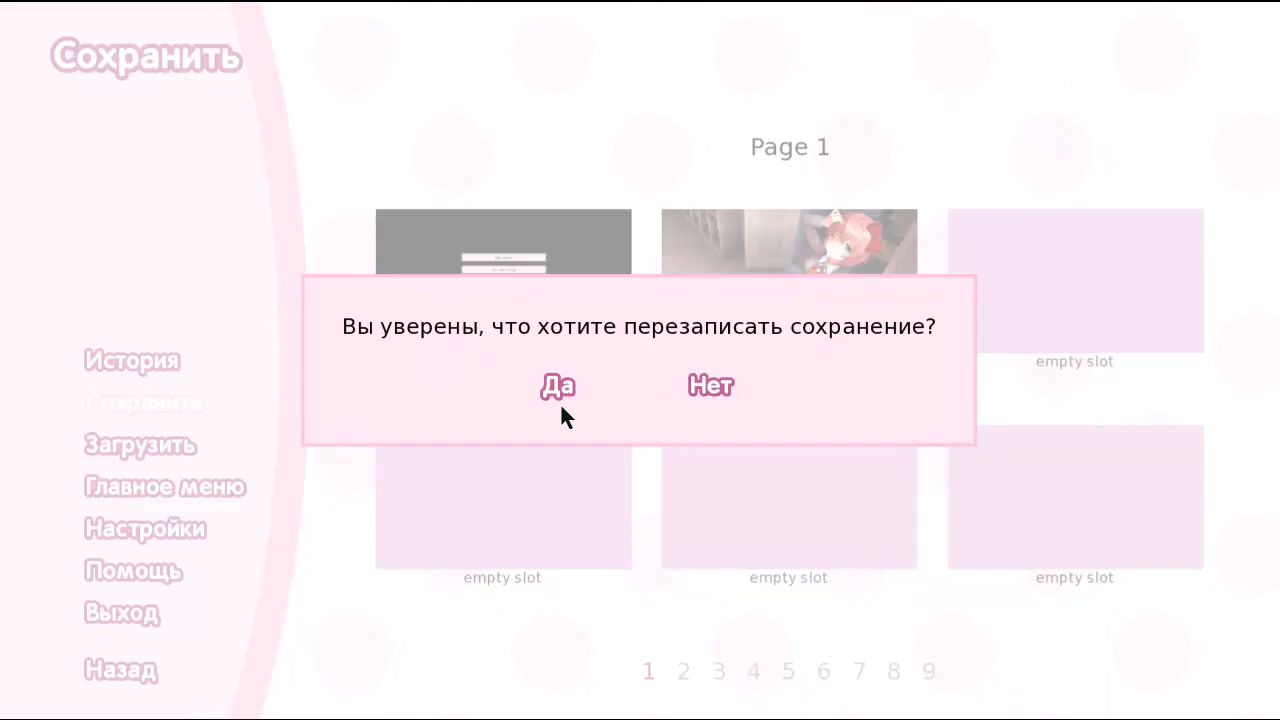 Сохранить
Page 1
Вы уверены, что хотите перезаписать сохранение?
Да
Нет
История
Сохранить
Загрузить
Главное меню
Настройки
Помощь
Выход
Назад
empty slot
empty slot
empty slot
empty slot
1 2 3 4 5 6 7 8 9